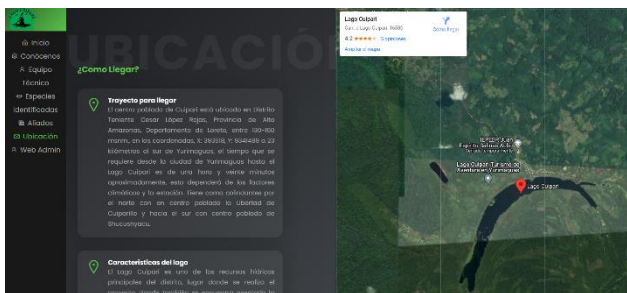 Inicio
Conócenos
Equipo
Técnico
Especies
Identificadas
Aliados
Ubicación
Web Admin
UBICACIÓN
¿Como Llegar?
Trayecto para llegar
El centro poblado de Cuipari está ubicado en Distrito
Teniente Cesar López Rojas, Provincia de Alto
Amazonas, Departamento de Loreto, entre 130-160
msnm, en las coordenadas, X: Y:
kilómetros al sur de Yurimaguas, el tiempo que se
requiere desde la ciudad de Yurimaguas hasta el
Lago Cuipari es de una hora y veinte minutos
aproximadamente, esto dependerá de los factores
climáticos y la estación. Tiene como colindantes por
el norte con en centro poblado la Libertad de
Cuiparillo y hacia el sur con centro poblado de
Shucushyacu.
Características del lago
El Lago Cuipari es uno de los recursos hídricos
principales del distrito, lugar donde se realiza el
Lago Cuipari
Lago Cuipari,
4.2
Cómo llegar
Ampliar el mapa
Lago Cuipari Turismo de
Aventura en Yurimaguas
Lago Cuipari